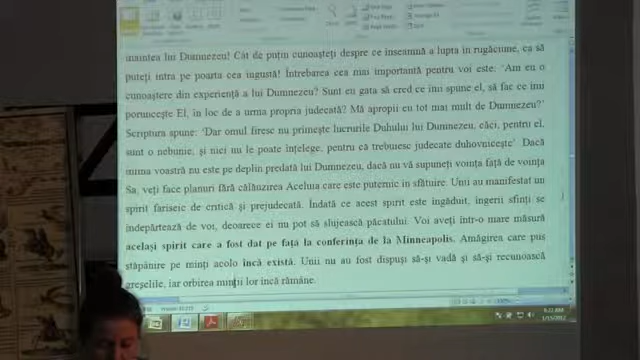 înaintea lui Dumnezeu! Cât de puțin cunoașteți despre ce înseamnă a lupta în rugăciune, ca să
puteți intra pe poarta cea îngustă! Întrebarea cea mai importantă pentru voi este: 'Am eu o
cunoaștere din experiență a lui Dumnezeu? Sunt eu gata să cred ce îmi spune el, să fac ce îmi
poruncește El, în loc de a urma propria judecată? Mă apropii eu tot mai mult de Dumnezeu?'
Scriptura spune: 'Dar omul firesc nu primește lucrurile Duhului lui Dumnezeu, căci, pentru el,
sunt o nebunie; și nici nu le poate înțelege, pentru că trebuiesc judecate duhovnicește' Dacă
inima voastră nu este pe deplin predată lui Dumnezeu, dacă nu vă supuneți voința față de voința
Sa, veți face planuri fără călăuzirea Aceluia care este puternic în sfătuire. Unii au manifestat un
spirit fariseic de critică și prejudecată. Îndată ce acest spirit este îngăduit, îngerii sfinți se
îndepărtează de voi, deoarece ei nu pot să slujească păcatului. Voi aveți într-o mare măsură
același spirit care a fost dat pe față la conferința de la Minneapolis. Amăgirea care pus
stăpânire pe minți acolo încă există. Unii nu au fost dispuși să-și vadă și să-și recunoască
greșelile, iar orbirea minții lor încă rămâne.